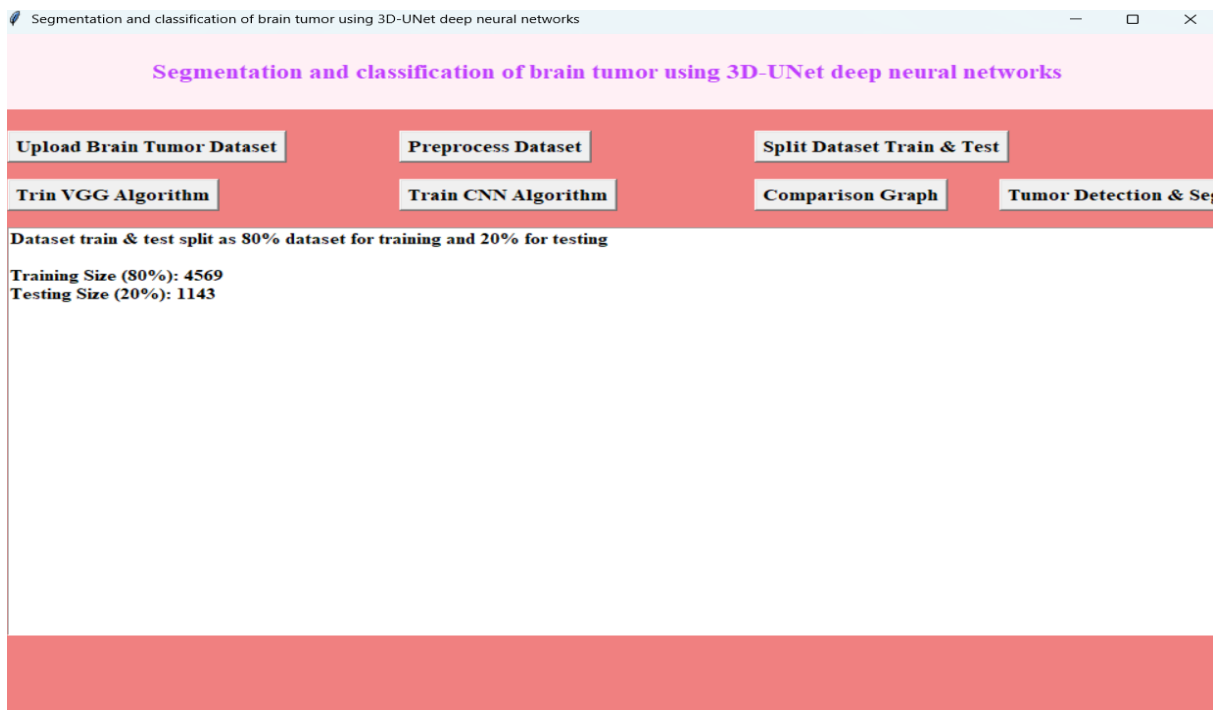 Segmentation and classification of brain tumor using 3D-UNet deep neural networks
Segmentation and classification of brain tumor using 3D-UNet deep neural networks
Upload Brain Tumor Dataset
Preprocess Dataset
Split Dataset Train & Test
Trin VGG Algorithm
Train CNN Algorithm
Comparison Graph
Tumor Detection &
Dataset train & test split as 80% dataset for training and 20% for testing
Training Size (80%): 4569
Testing Size (20%): 1143